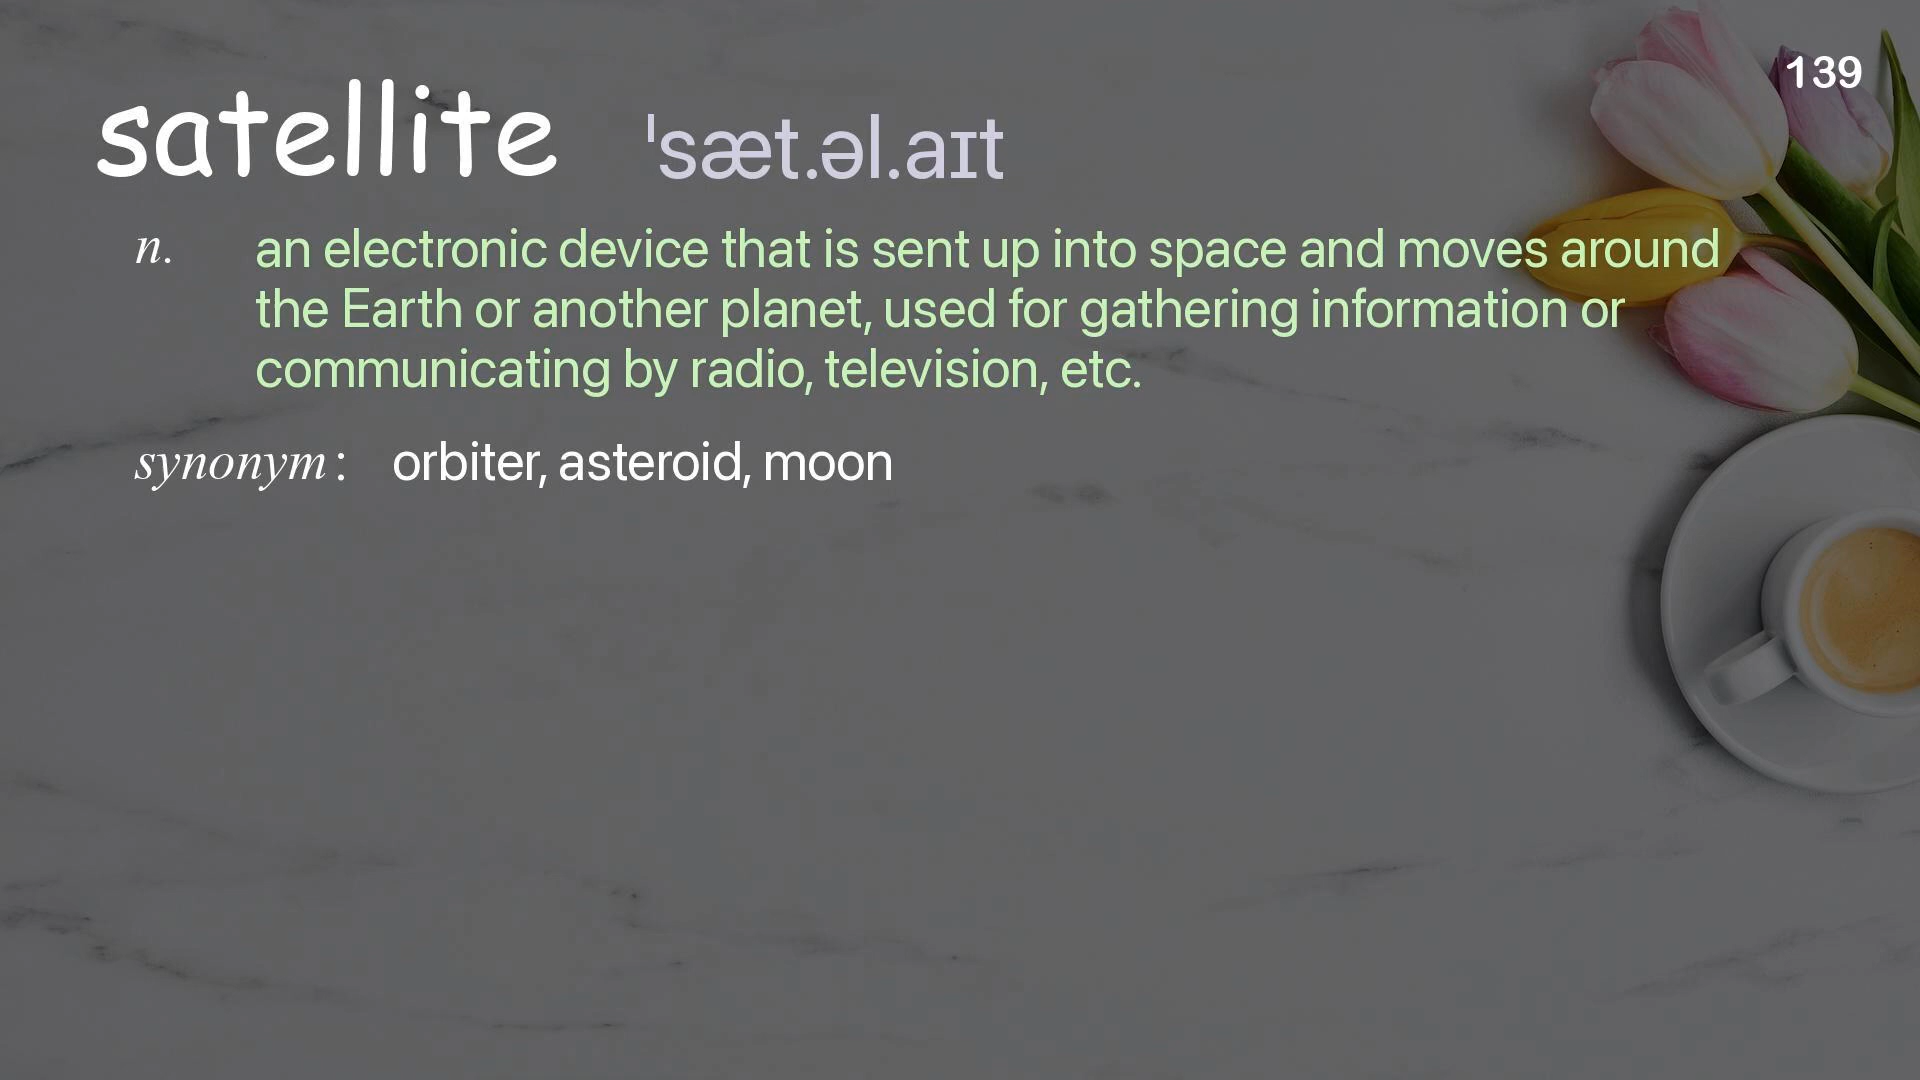 139
satellite ˈsæt.əl.aɪt
n. an electronic device that is sent up into space and moves around
the Earth or another planet, used for gathering information or
communicating by radio, television, etc.
synonym: orbiter, asteroid, moon